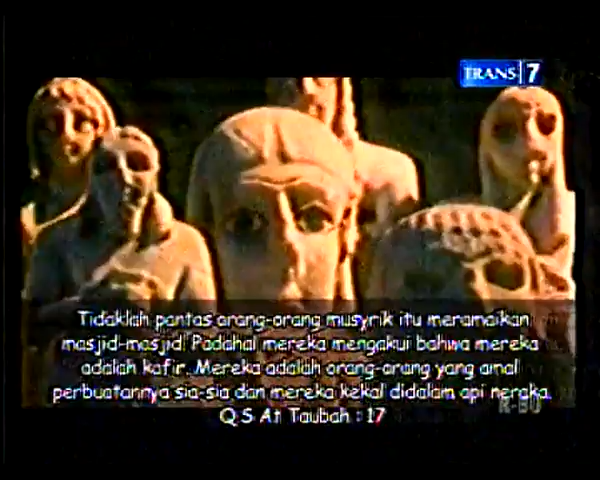 TRANS 7
Tidaklah pantas orang-orang musyrik itu meramaikan
masjid-masjid! Padahal mereka mengakui bahwa mereka
adalah kafir. Mereka adalah orang-orang yang amal
perbuatannya sia-sia dan mereka kekal didalam api neraka.
R-BO
Q.S At Taubah : 17